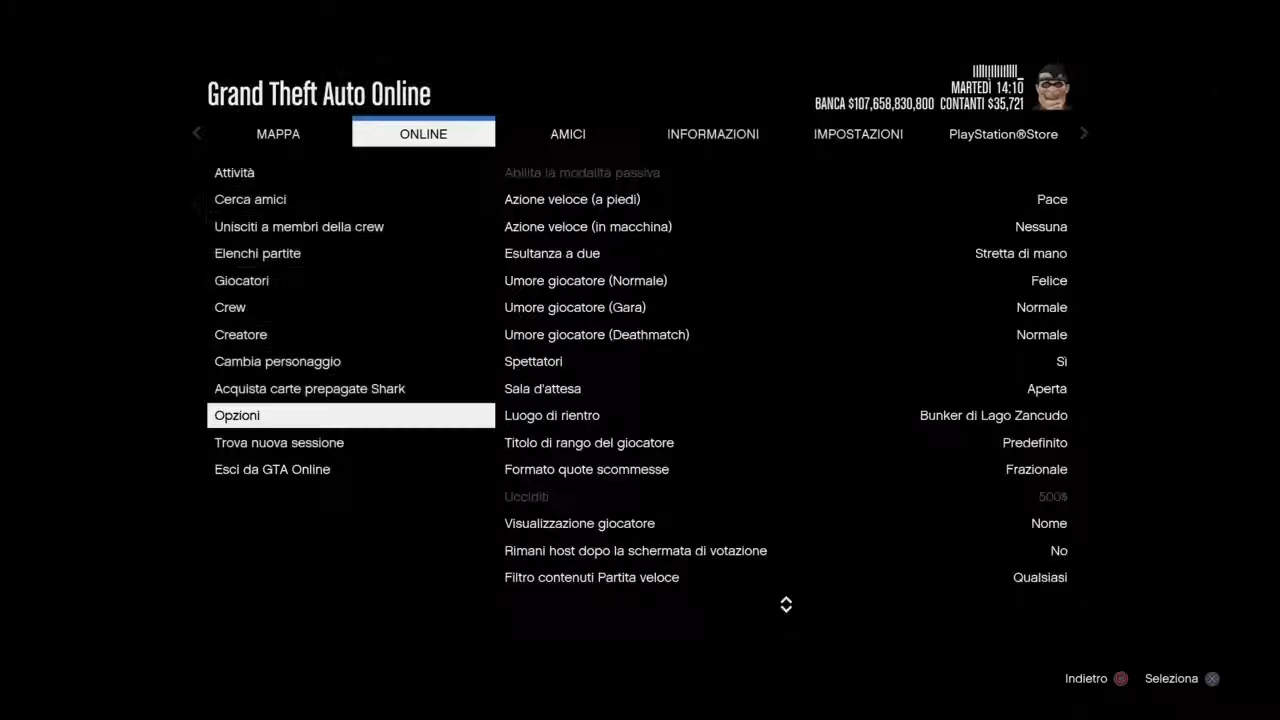 Grand Theft Auto Online
MARTEDÌ 14:10
BANCA $107,658,830,800 CONTANTI $35,721
MAPPA ONLINE AMICI INFORMAZIONI IMPOSTAZIONI PlayStation®Store
Attività
Cerca amici
Unisciti a membri della crew
Elenchi partite
Giocatori
Crew
Creatore
Cambia personaggio
Acquista carte prepagate Shark
Opzioni
Trova nuova sessione
Esci da GTA Online
Abilita la modalità passiva
Azione veloce (a piedi) Pace
Azione veloce (in macchina) Nessuna
Esultanza a due Stretta di mano
Umore giocatore (Normale) Felice
Umore giocatore (Gara) Normale
Umore giocatore (Deathmatch) Normale
Spettatori Sì
Sala d'attesa Aperta
Luogo di rientro Bunker di Lago Zancudo
Titolo di rango del giocatore Predefinito
Formato quote scommesse Frazionale
Ucciditi 500$
Visualizzazione giocatore Nome
Rimani host dopo la schermata di votazione No
Filtro contenuti Partita veloce Qualsiasi
Indietro Seleziona